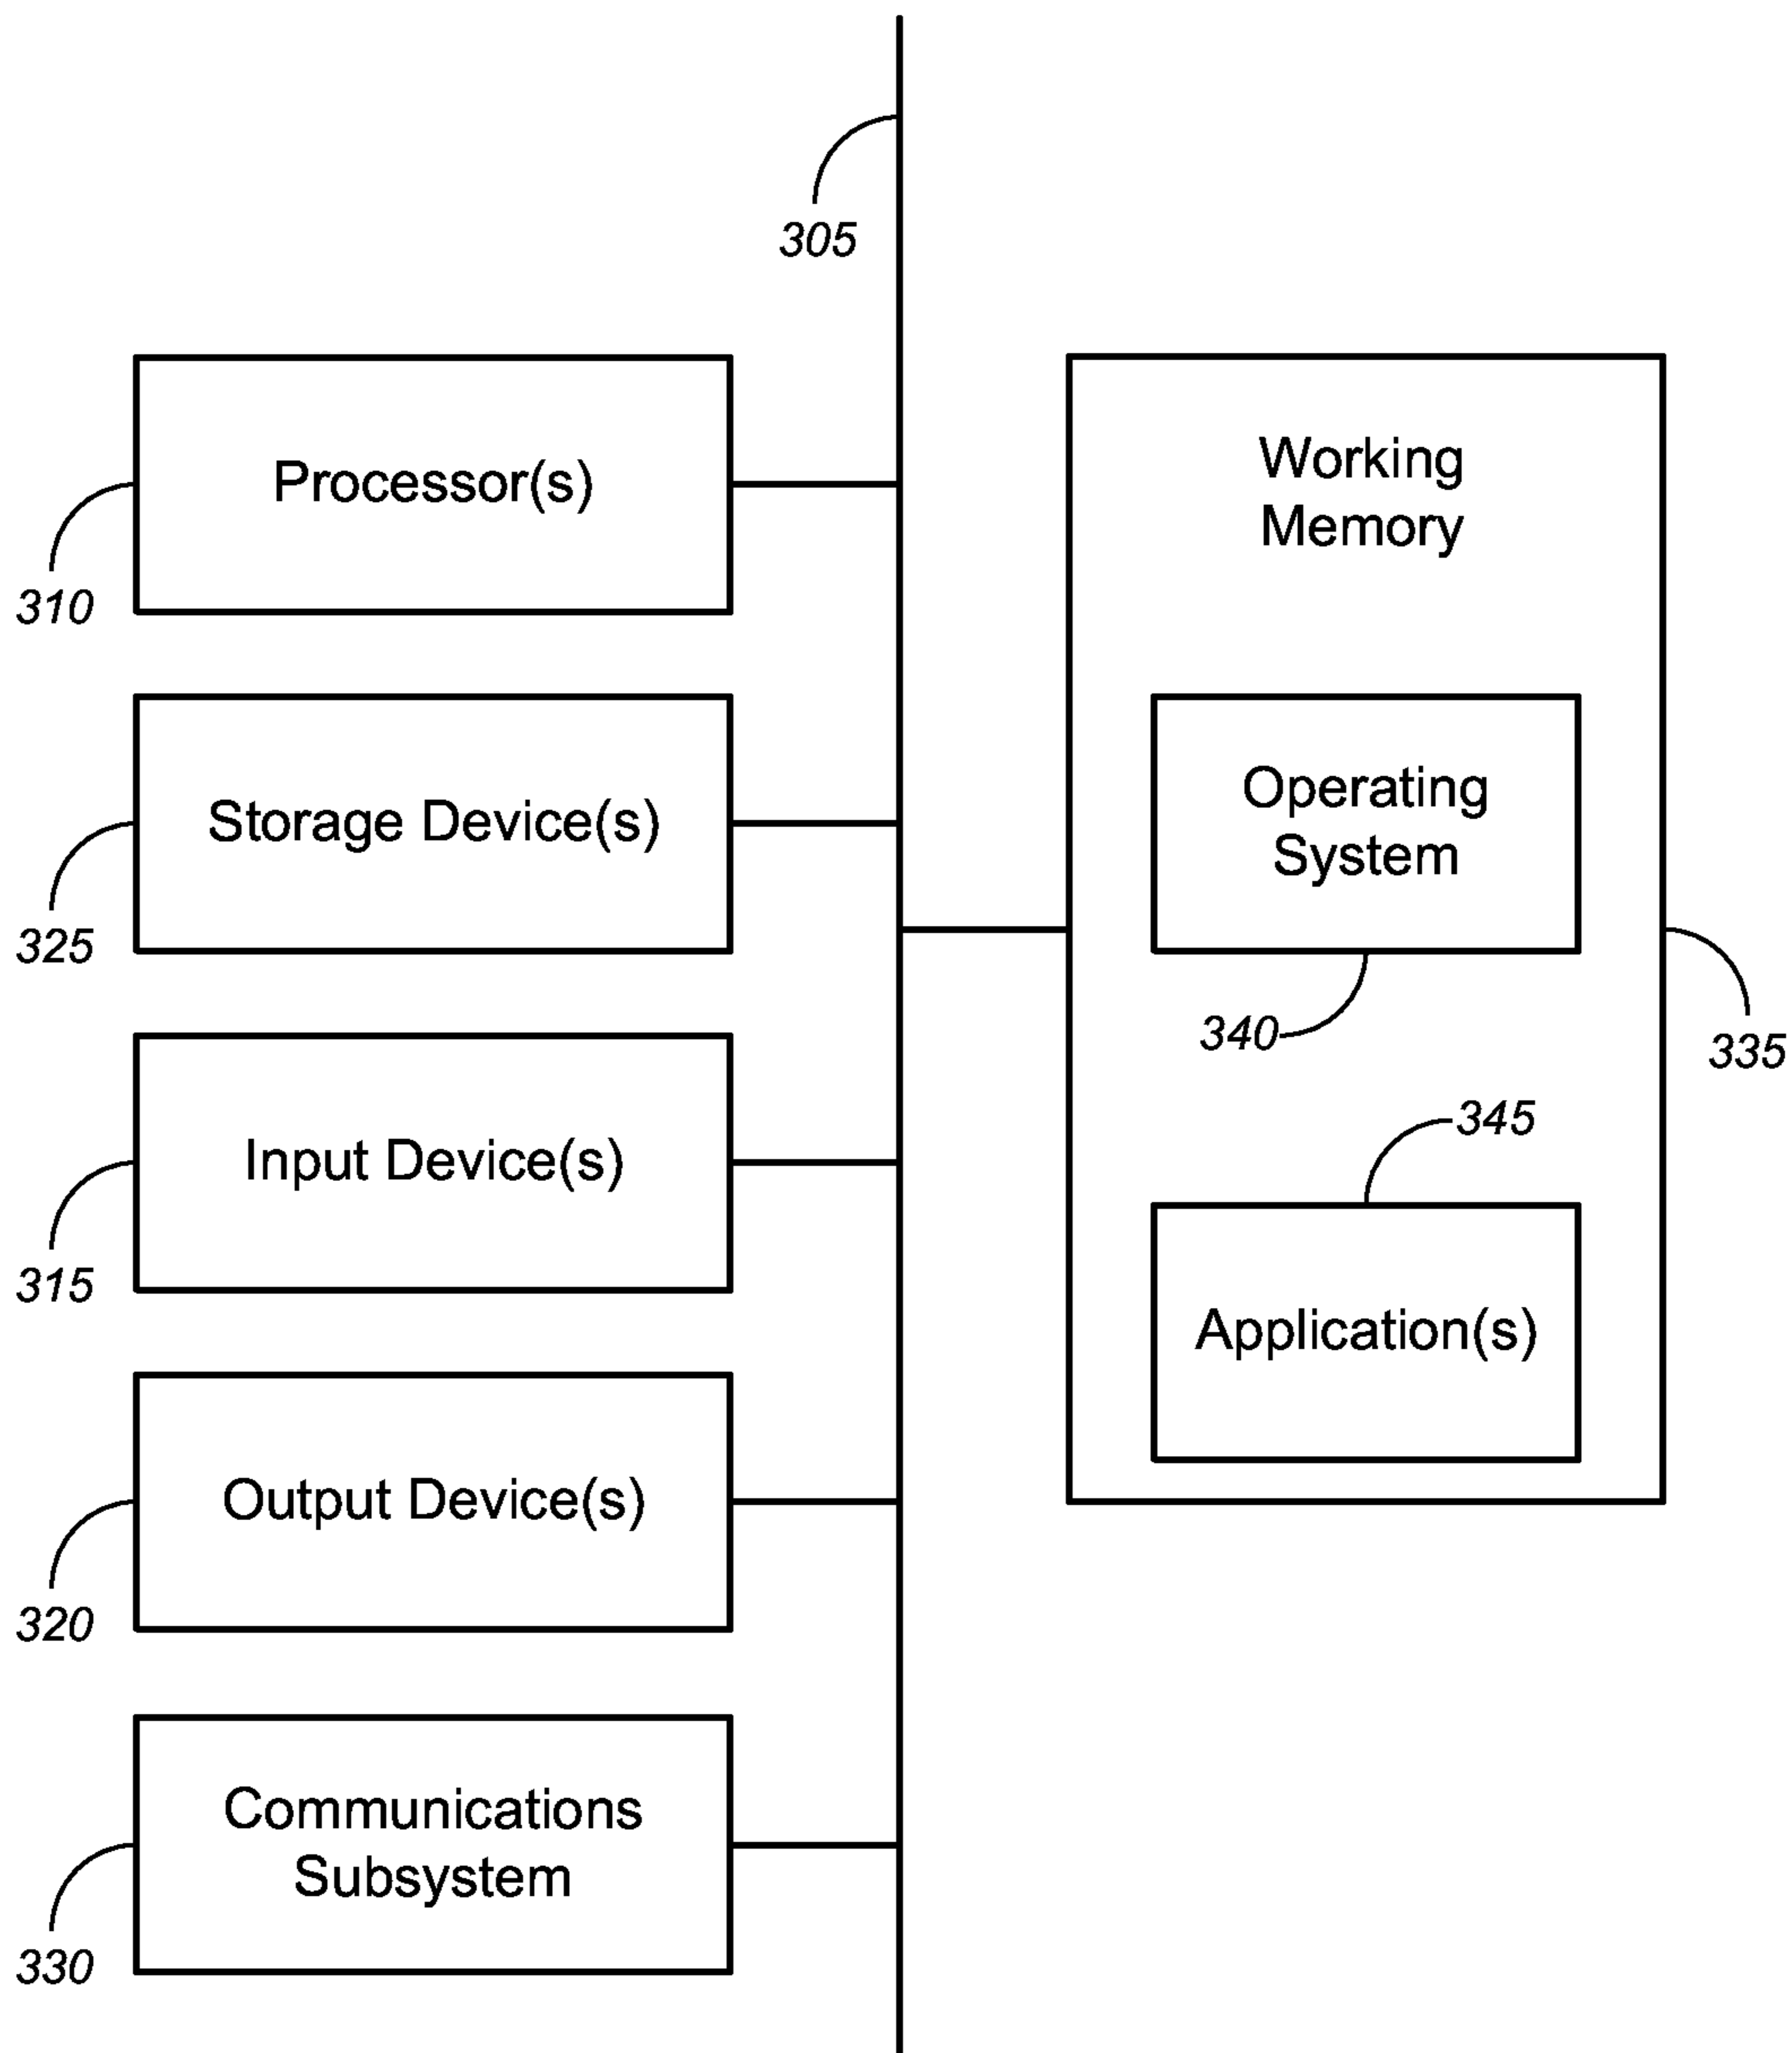 305
Processor(s)
310
Storage Device(s)
325
Input Device(s)
315
Output Device(s)
320
Communications
Subsystem
330
Working
Memory
Operating
System
340
335
345
Application(s)